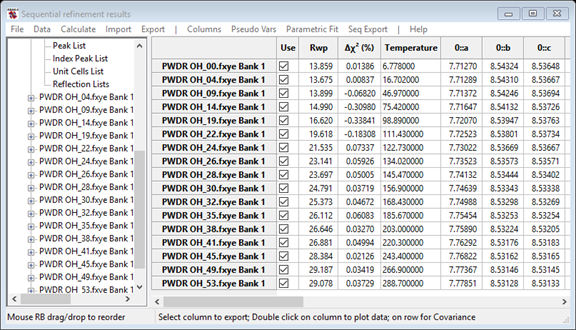 Sequential refinement results
File Data Calculate Import Export | Columns Pseudo Vars Parametric Fit Seq Export | Help
Peak List
Index Peak List
Unit Cells List
Reflection Lists
PWDR OH_04.fxye Bank 1
PWDR OH_09.fxye Bank 1
PWDR OH_14.fxye Bank 1
PWDR OH_19.fxye Bank 1
PWDR OH_22.fxye Bank 1
PWDR OH_24.fxye Bank 1
PWDR OH_26.fxye Bank 1
PWDR OH_28.fxye Bank 1
PWDR OH_30.fxye Bank 1
PWDR OH_32.fxye Bank 1
PWDR OH_35.fxye Bank 1
PWDR OH_38.fxye Bank 1
PWDR OH_41.fxye Bank 1
PWDR OH_45.fxye Bank 1
PWDR OH_49.fxye Bank 1
PWDR OH_53.fxye Bank 1
Use Rwp Δχ² (%) Temperature 0::a 0::b 0::c
PWDR OH_00.fxye Bank 1 13.859 0.01386 6.778000 7.71270 8.54324 8.53648
PWDR OH_04.fxye Bank 1 13.675 0.00837 16.702000 7.71289 8.54310 8.53667
PWDR OH_09.fxye Bank 1 13.899 -0.06820 46.970000 7.71372 8.54246 8.53694
PWDR OH_14.fxye Bank 1 14.990 -0.30980 75.420000 7.71647 8.54132 8.53726
PWDR OH_19.fxye Bank 1 16.620 -0.33841 98.890000 7.72070 8.53947 8.53763
PWDR OH_22.fxye Bank 1 19.618 -0.18308 111.430000 7.72523 8.53801 8.53734
PWDR OH_24.fxye Bank 1 21.535 0.07337 122.730000 7.73022 8.53669 8.53667
PWDR OH_26.fxye Bank 1 23.141 0.05926 134.020000 7.73523 8.53573 8.53571
PWDR OH_28.fxye Bank 1 23.697 0.05005 145.470000 7.74132 8.53444 8.53402
PWDR OH_30.fxye Bank 1 24.791 0.03719 156.900000 7.74639 8.53343 8.53338
PWDR OH_32.fxye Bank 1 25.373 0.04672 168.430000 7.74988 8.53298 8.53269
PWDR OH_35.fxye Bank 1 26.112 0.06083 185.670000 7.75454 8.53253 8.53254
PWDR OH_38.fxye Bank 1 26.646 0.03270 203.000000 7.75890 8.53224 8.53205
PWDR OH_41.fxye Bank 1 26.881 0.04994 220.300000 7.76292 8.53176 8.53183
PWDR OH_45.fxye Bank 1 28.384 0.02126 243.400000 7.76822 8.53162 8.53165
PWDR OH_49.fxye Bank 1 29.187 0.03419 266.900000 7.77367 8.53146 8.53145
PWDR OH_53.fxye Bank 1 29.078 0.03729 288.700000 7.77851 8.53128 8.53133
Mouse RB drag/drop to reorder
Select column to export; Double click on column to plot data; on row for Covariance